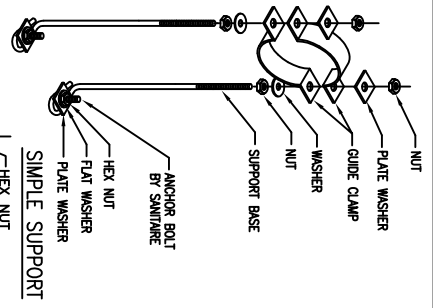 NUT
PLATE WASHER
GUIDE CLAMP
WASHER
NUT
SUPPORT BASE
ANCHOR BOLT
BY SANITAIRE
HEX NUT
FLAT WASHER
PLATE WASHER
SIMPLE SUPPORT
HEX NUT